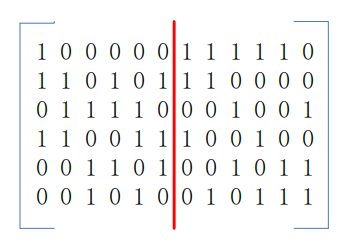 1 0 0 0 0 0 1 1 1 1 1 0
1 1 0 1 0 1 1 1 0 0 0 0
0 1 1 1 1 0 0 0 1 0 0 1
1 1 0 0 1 1 1 0 0 1 0 0
0 0 1 1 0 1 0 0 1 0 1 1
0 0 1 0 1 0 0 1 0 1 1 1